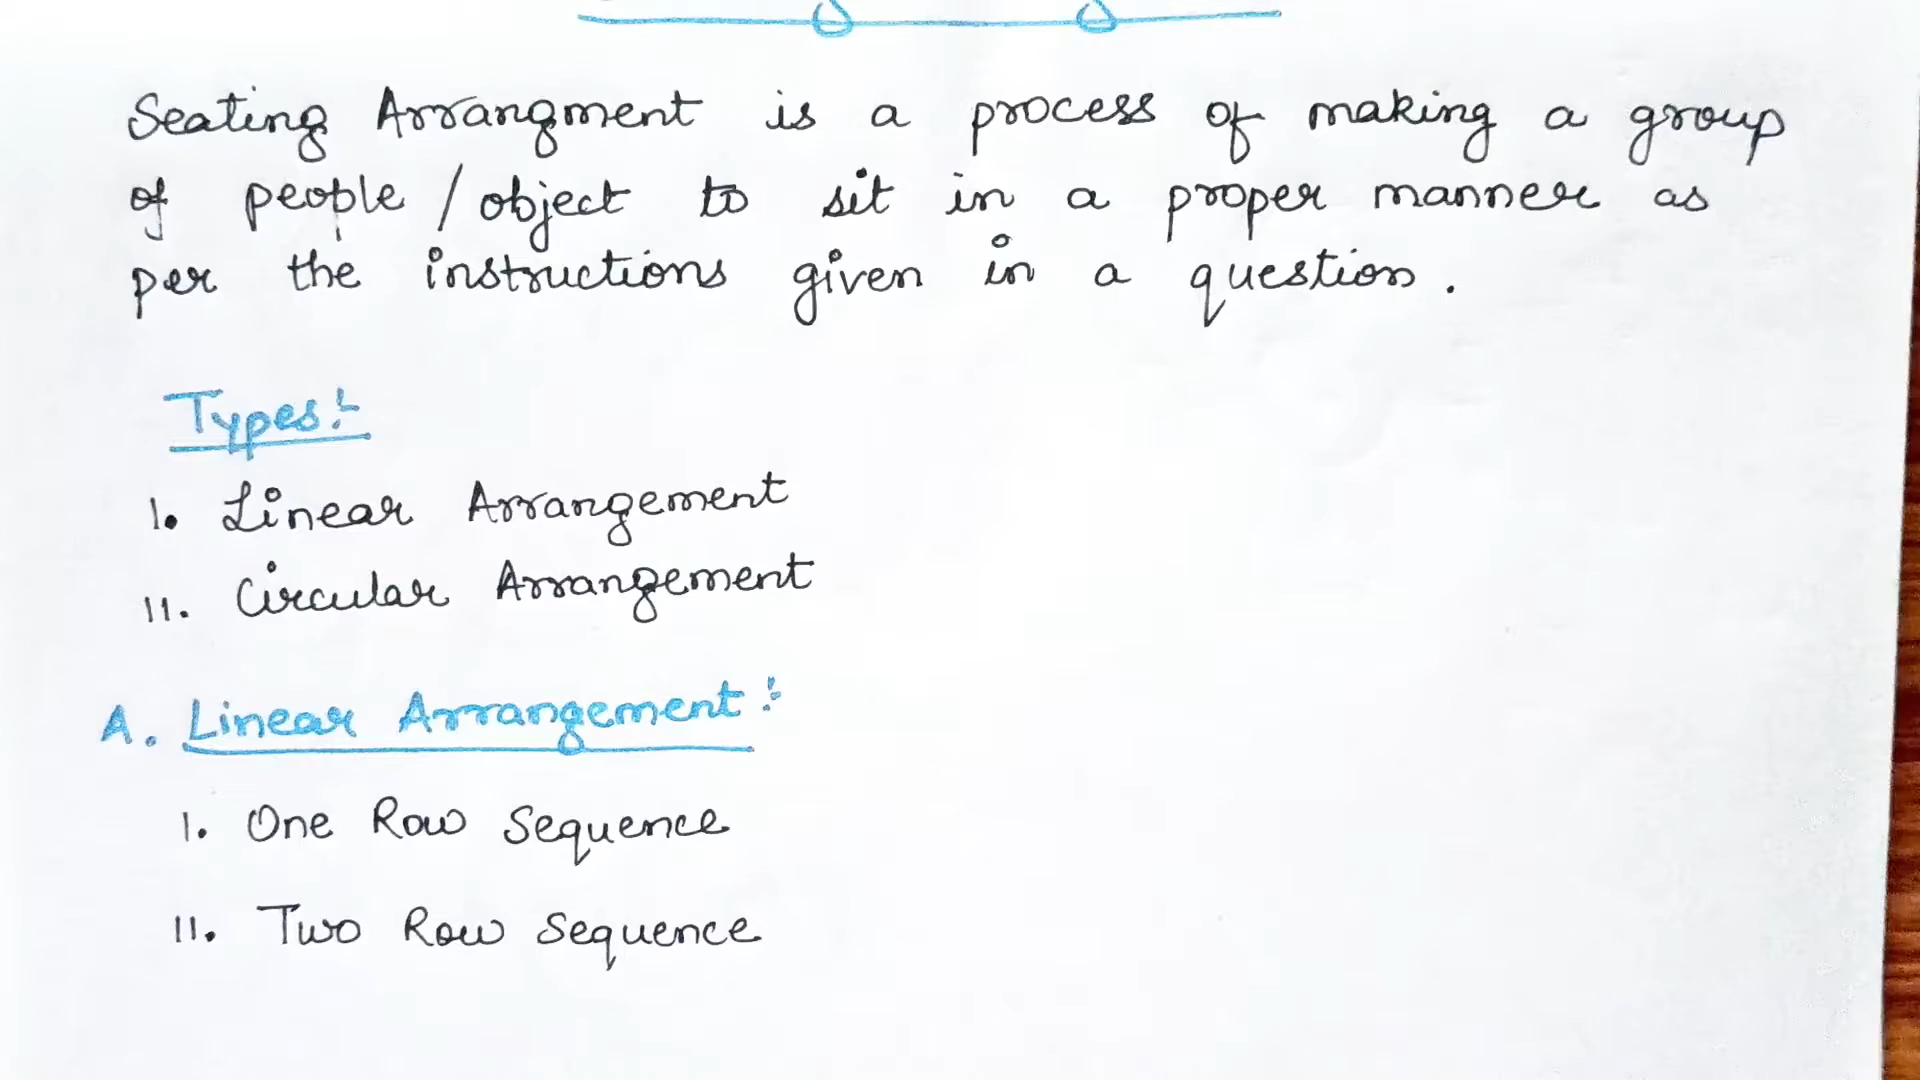 Seating Arrangment is a process of making a group
of people / object to sit in a proper manner as
per the instructions given in a question.
Types:-
I. Linear Arrangement
II. Circular Arrangement
A. Linear Arrangement:-
I. One Row Sequence
II. Two Row Sequence